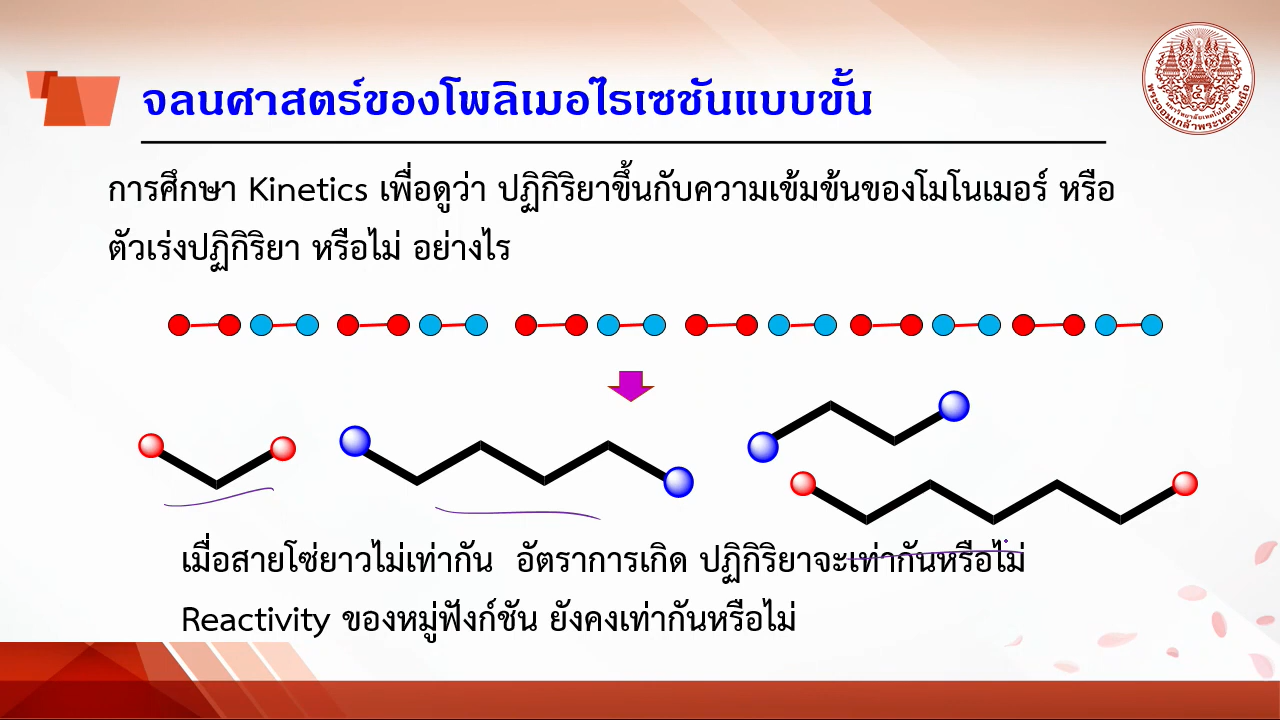 จลนศาสตร์ของโพลิเมอไรเซชันแบบขั้น
การศึกษา Kinetics เพื่อดูว่า ปฏิกิริยาขึ้นกับความเข้มข้นของโมโนเมอร์ หรือ
ตัวเร่งปฏิกิริยา หรือไม่ อย่างไร
เมื่อสายโซ่ยาวไม่เท่ากัน อัตราการเกิด ปฏิกิริยาจะเท่ากันหรือไม่
Reactivity ของหมู่ฟังก์ชัน ยังคงเท่ากันหรือไม่